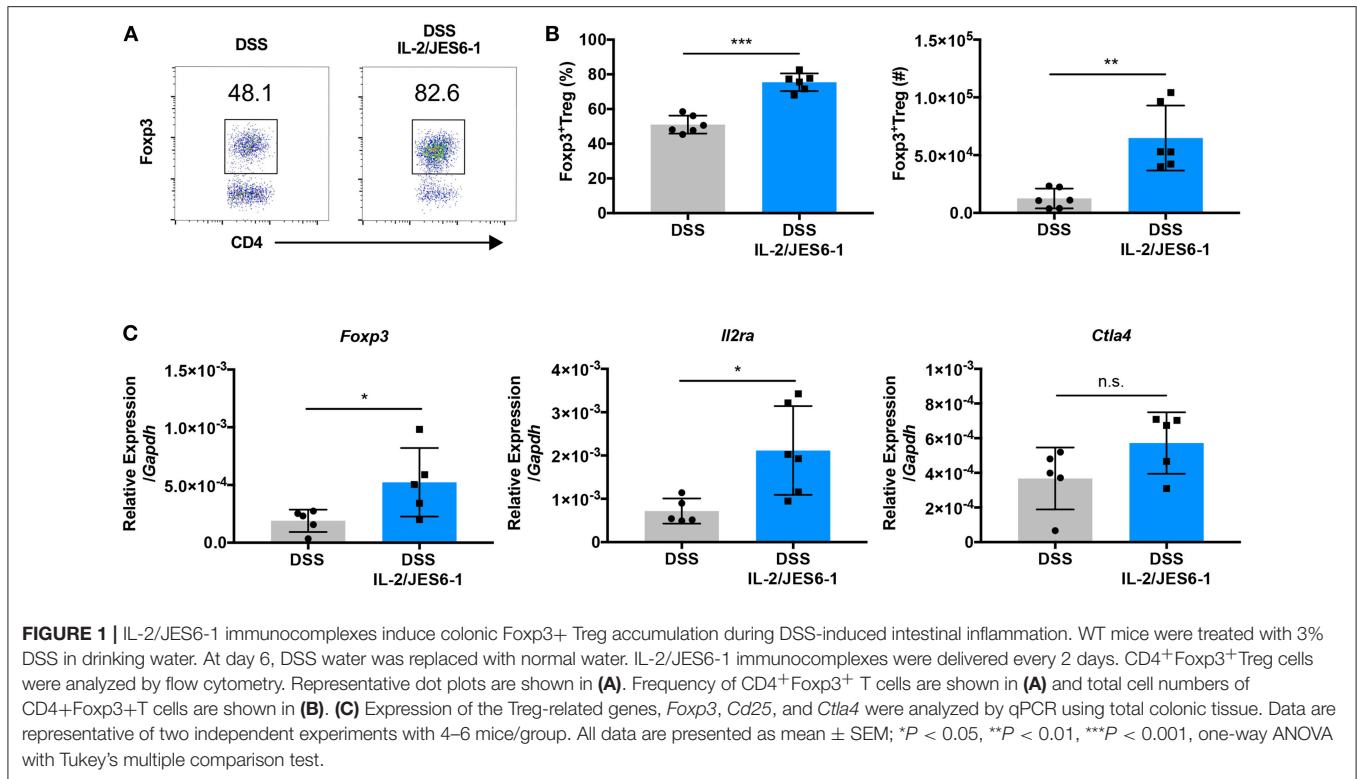 A
DSS
DSS
IL-2/JES6-1
48.1
82.6
Foxp3
CD4
B
***
Foxp3⁺Treg (%)
100
80
60
40
20
0
DSS
DSS
IL-2/JES6-1
**
Foxp3⁺Treg (#)
1.5×10⁵
1.0×10⁵
5.0×10⁴
0.0
DSS
DSS
IL-2/JES6-1
C
Foxp3
*
Relative Expression
/Gapdh
1.5×10⁻³
1.0×10⁻³
5.0×10⁻⁴
0.0
DSS
DSS
IL-2/JES6-1
Il2ra
*
Relative Expression
/Gapdh
4×10⁻³
3×10⁻³
2×10⁻³
1×10⁻³
0
DSS
DSS
IL-2/JES6-1
Ctla4
n.s.
Relative Expression
/Gapdh
1×10⁻³
8×10⁻⁴
6×10⁻⁴
4×10⁻⁴
2×10⁻⁴
0
DSS
DSS
IL-2/JES6-1
FIGURE 1 | IL-2/JES6-1 immunocomplexes induce colonic Foxp3+ Treg accumulation during DSS-induced intestinal inflammation. WT mice were treated with 3%
DSS in drinking water. At day 6, DSS water was replaced with normal water. IL-2/JES6-1 immunocomplexes were delivered every 2 days. CD4⁺Foxp3⁺Treg cells
were analyzed by flow cytometry. Representative dot plots are shown in (A). Frequency of CD4⁺Foxp3⁺ T cells are shown in (A) and total cell numbers of
CD4+Foxp3+T cells are shown in (B). (C) Expression of the Treg-related genes, Foxp3, Cd25, and Ctla4 were analyzed by qPCR using total colonic tissue. Data are
representative of two independent experiments with 4–6 mice/group. All data are presented as mean ± SEM; *P < 0.05, **P < 0.01, ***P < 0.001, one-way ANOVA
with Tukey's multiple comparison test.